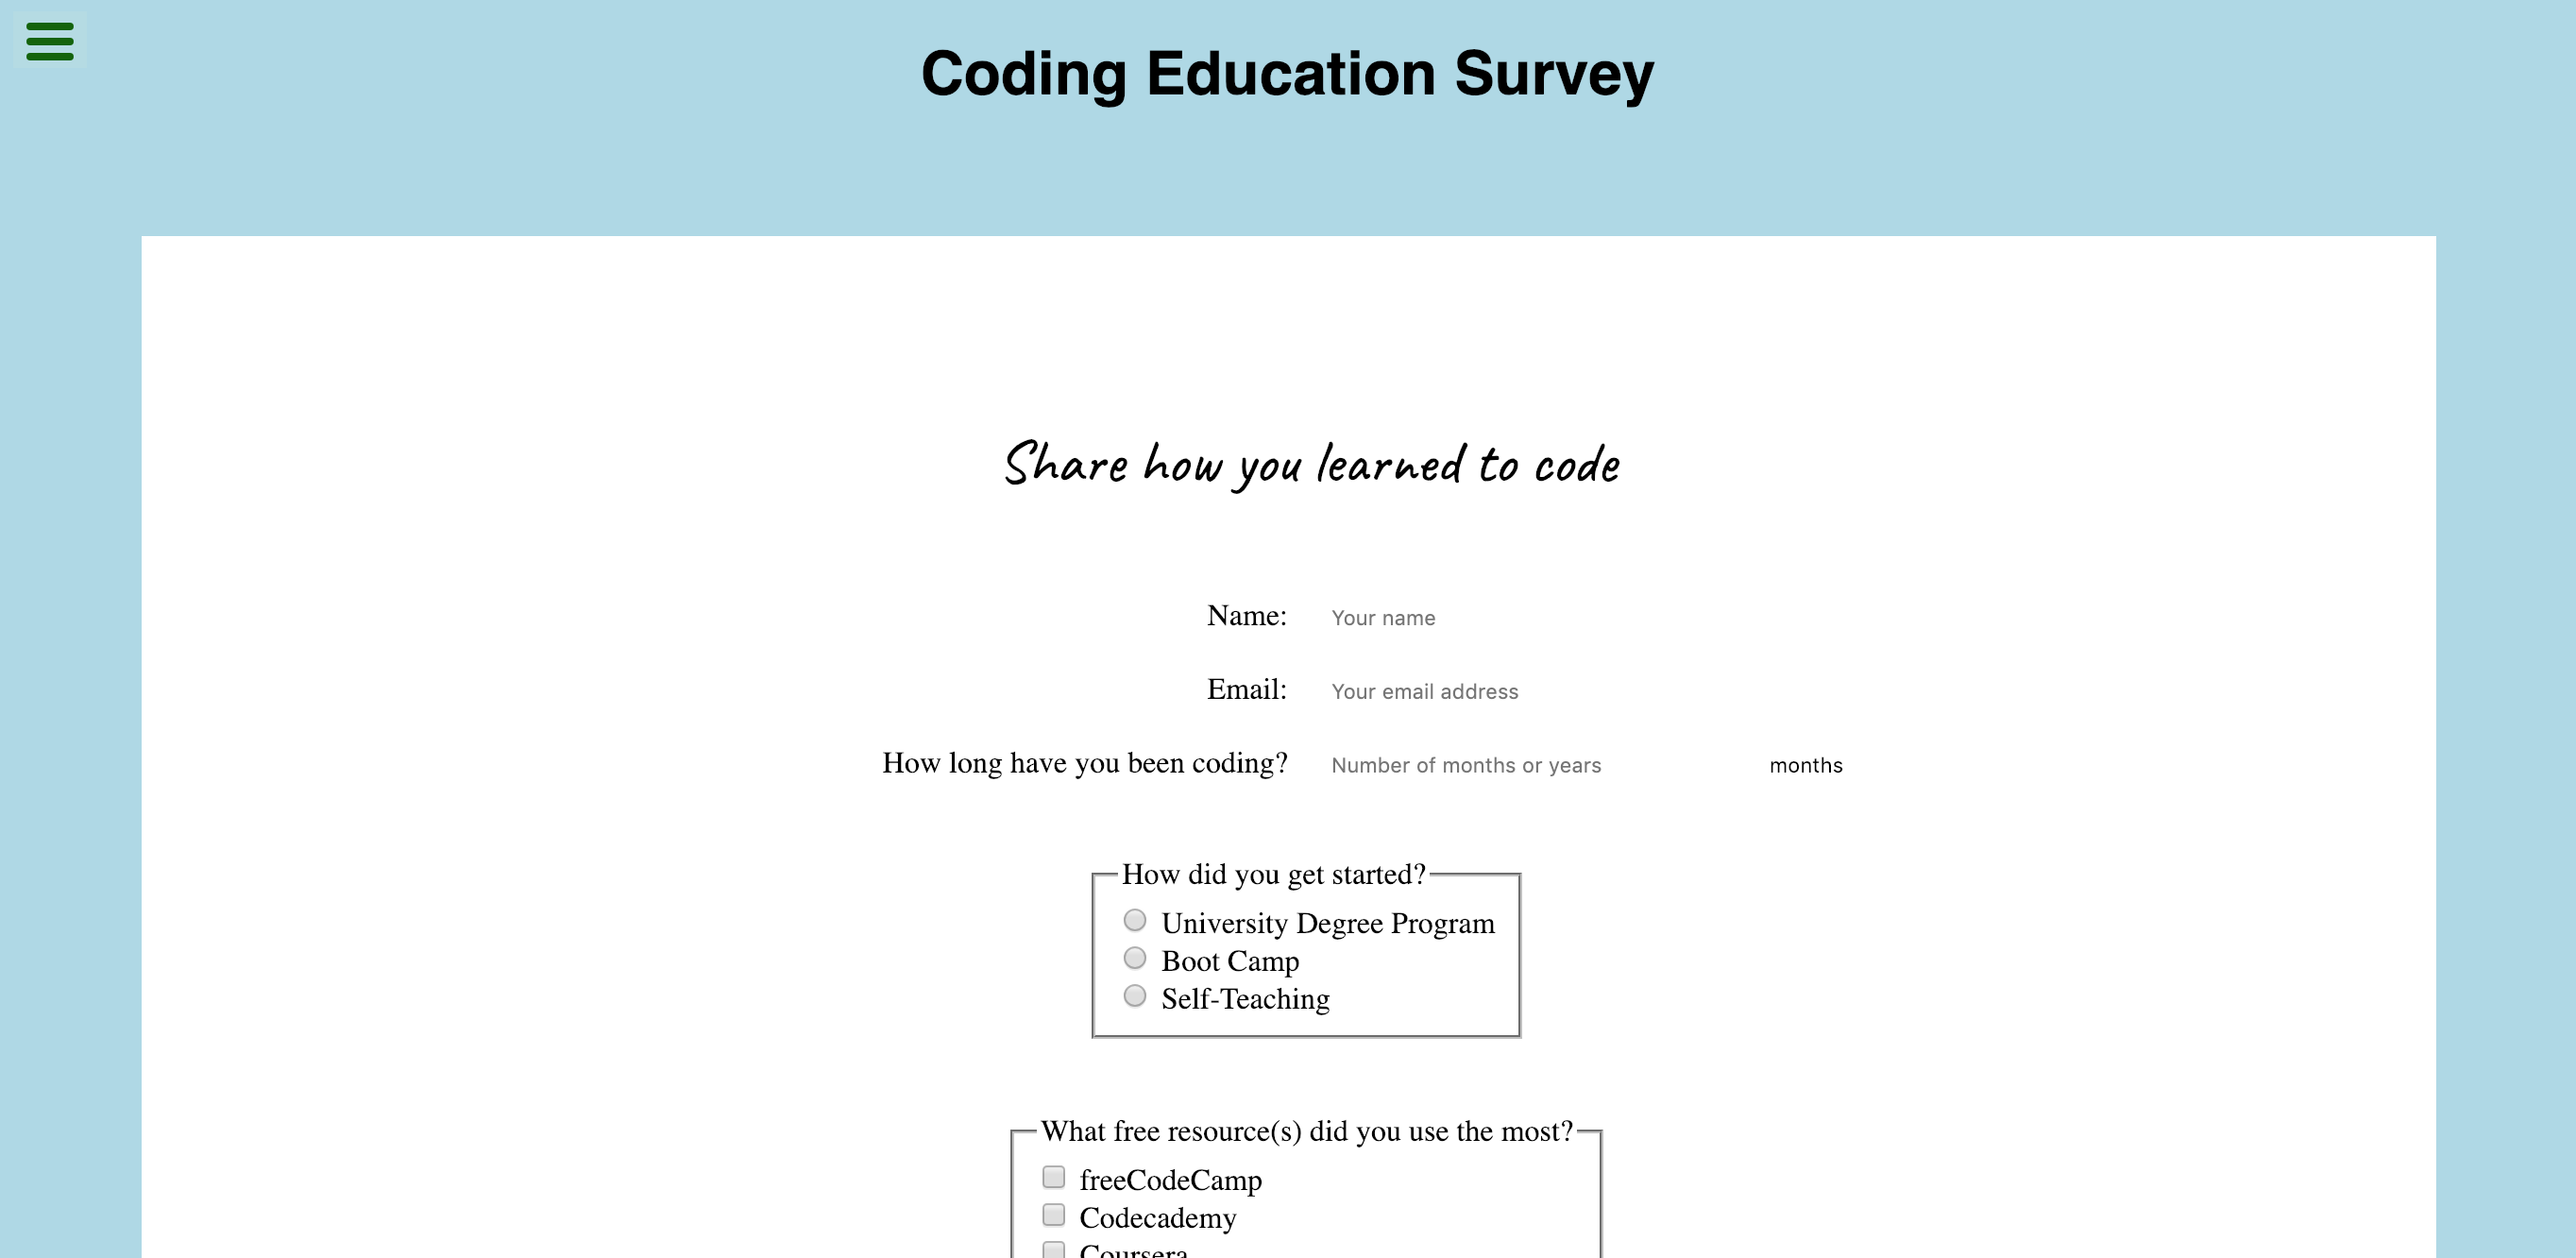 Coding Education Survey
Share how you learned to code
Name: Your name
Email: Your email address
How long have you been coding? Number of months or years months
How did you get started?
University Degree Program
Boot Camp
Self-Teaching
What free resource(s) did you use the most?
freeCodeCamp
Codecademy
Coursera